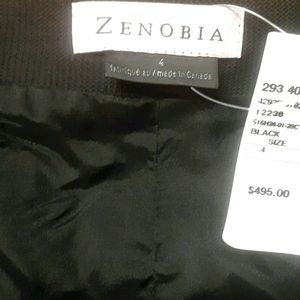 ZENOBIA
4
fabriqué au / made in Canada
293 40
12238
BLACK
SIZE
4
$495.00